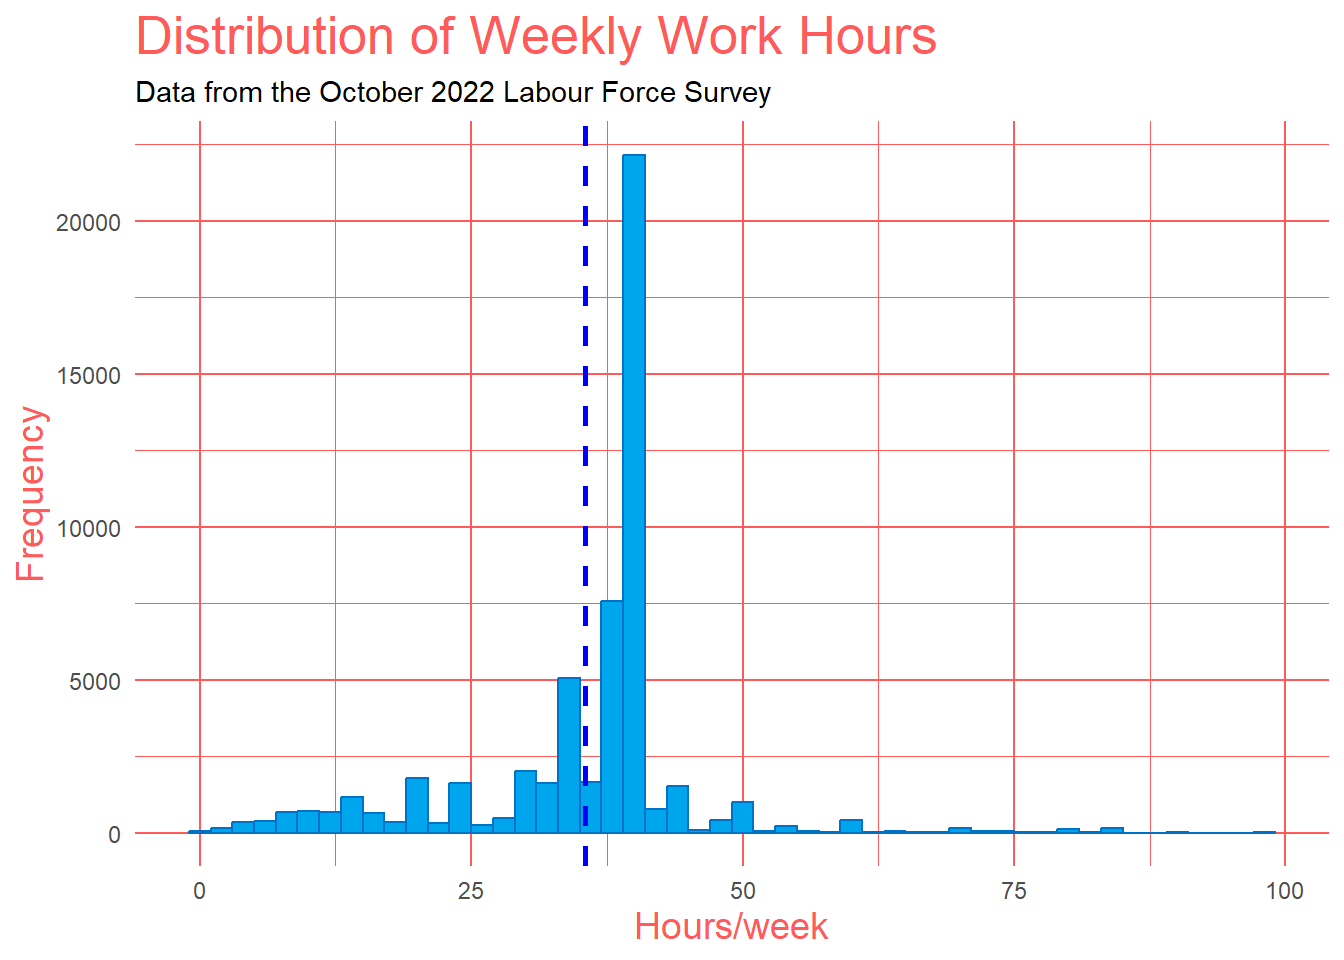 Distribution of Weekly Work Hours
Data from the October 2022 Labour Force Survey
Frequency
20000
15000
10000
5000
0
0 25 50 75 100
Hours/week